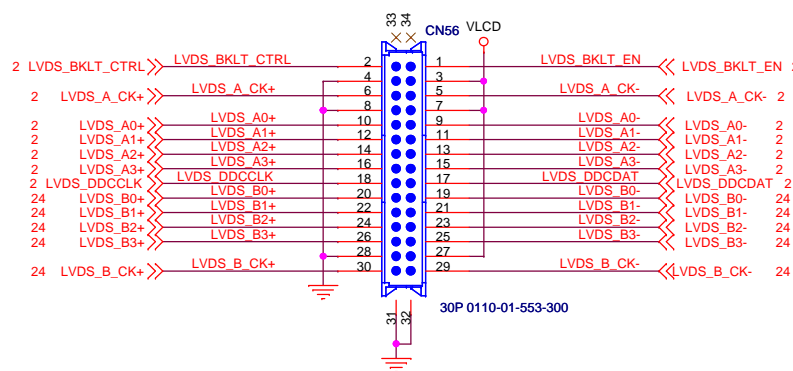 33 34
CN56 VLCD
2 LVDS_BKLT_CTRL LVDS_BKLT_CTRL 2 1 LVDS_BKLT_EN LVDS_BKLT_EN
4 3
2 LVDS_A_CK+ LVDS_A_CK+ 6 5 LVDS_A_CK- LVDS_A_CK- 2
8 7
2 LVDS_A0+ LVDS_A0+ 10 9 LVDS_A0- LVDS_A0- 2
2 LVDS_A1+ LVDS_A1+ 12 11 LVDS_A1- LVDS_A1- 2
2 LVDS_A2+ LVDS_A2+ 14 13 LVDS_A2- LVDS_A2- 2
2 LVDS_A3+ LVDS_A3+ 16 15 LVDS_A3- LVDS_A3- 2
2 LVDS_DDCCLK LVDS_DDCCLK 18 17 LVDS_DDCDAT LVDS_DDCDAT 2
24 LVDS_B0+ LVDS_B0+ 20 19 LVDS_B0- LVDS_B0- 24
24 LVDS_B1+ LVDS_B1+ 22 21 LVDS_B1- LVDS_B1- 24
24 LVDS_B2+ LVDS_B2+ 24 23 LVDS_B2- LVDS_B2- 24
24 LVDS_B3+ LVDS_B3+ 26 25 LVDS_B3- LVDS_B3- 24
28 27
24 LVDS_B_CK+ LVDS_B_CK+ 30 29 LVDS_B_CK- LVDS_B_CK- 24
31 32
30P 0110-01-553-300